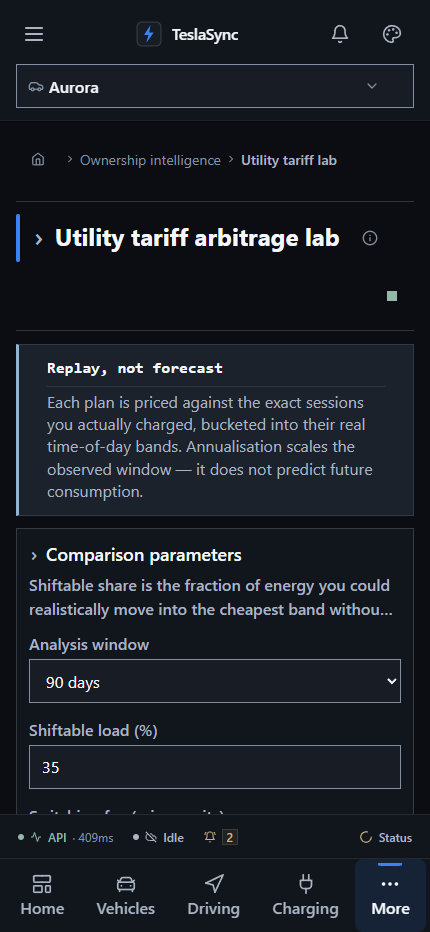 TeslaSync
Aurora
Ownership intelligence
Utility tariff lab
Utility tariff arbitrage lab
Replay, not forecast
Each plan is priced against the exact sessions
you actually charged, bucketed into their real
time-of-day bands. Annualisation scales the
observed window — it does not predict future
consumption.
Comparison parameters
Shiftable share is the fraction of energy you could
realistically move into the cheapest band withou...
Analysis window
90 days
Shiftable load (%)
35
API · 409ms
Idle
2
Status
Home
Vehicles
Driving
Charging
More